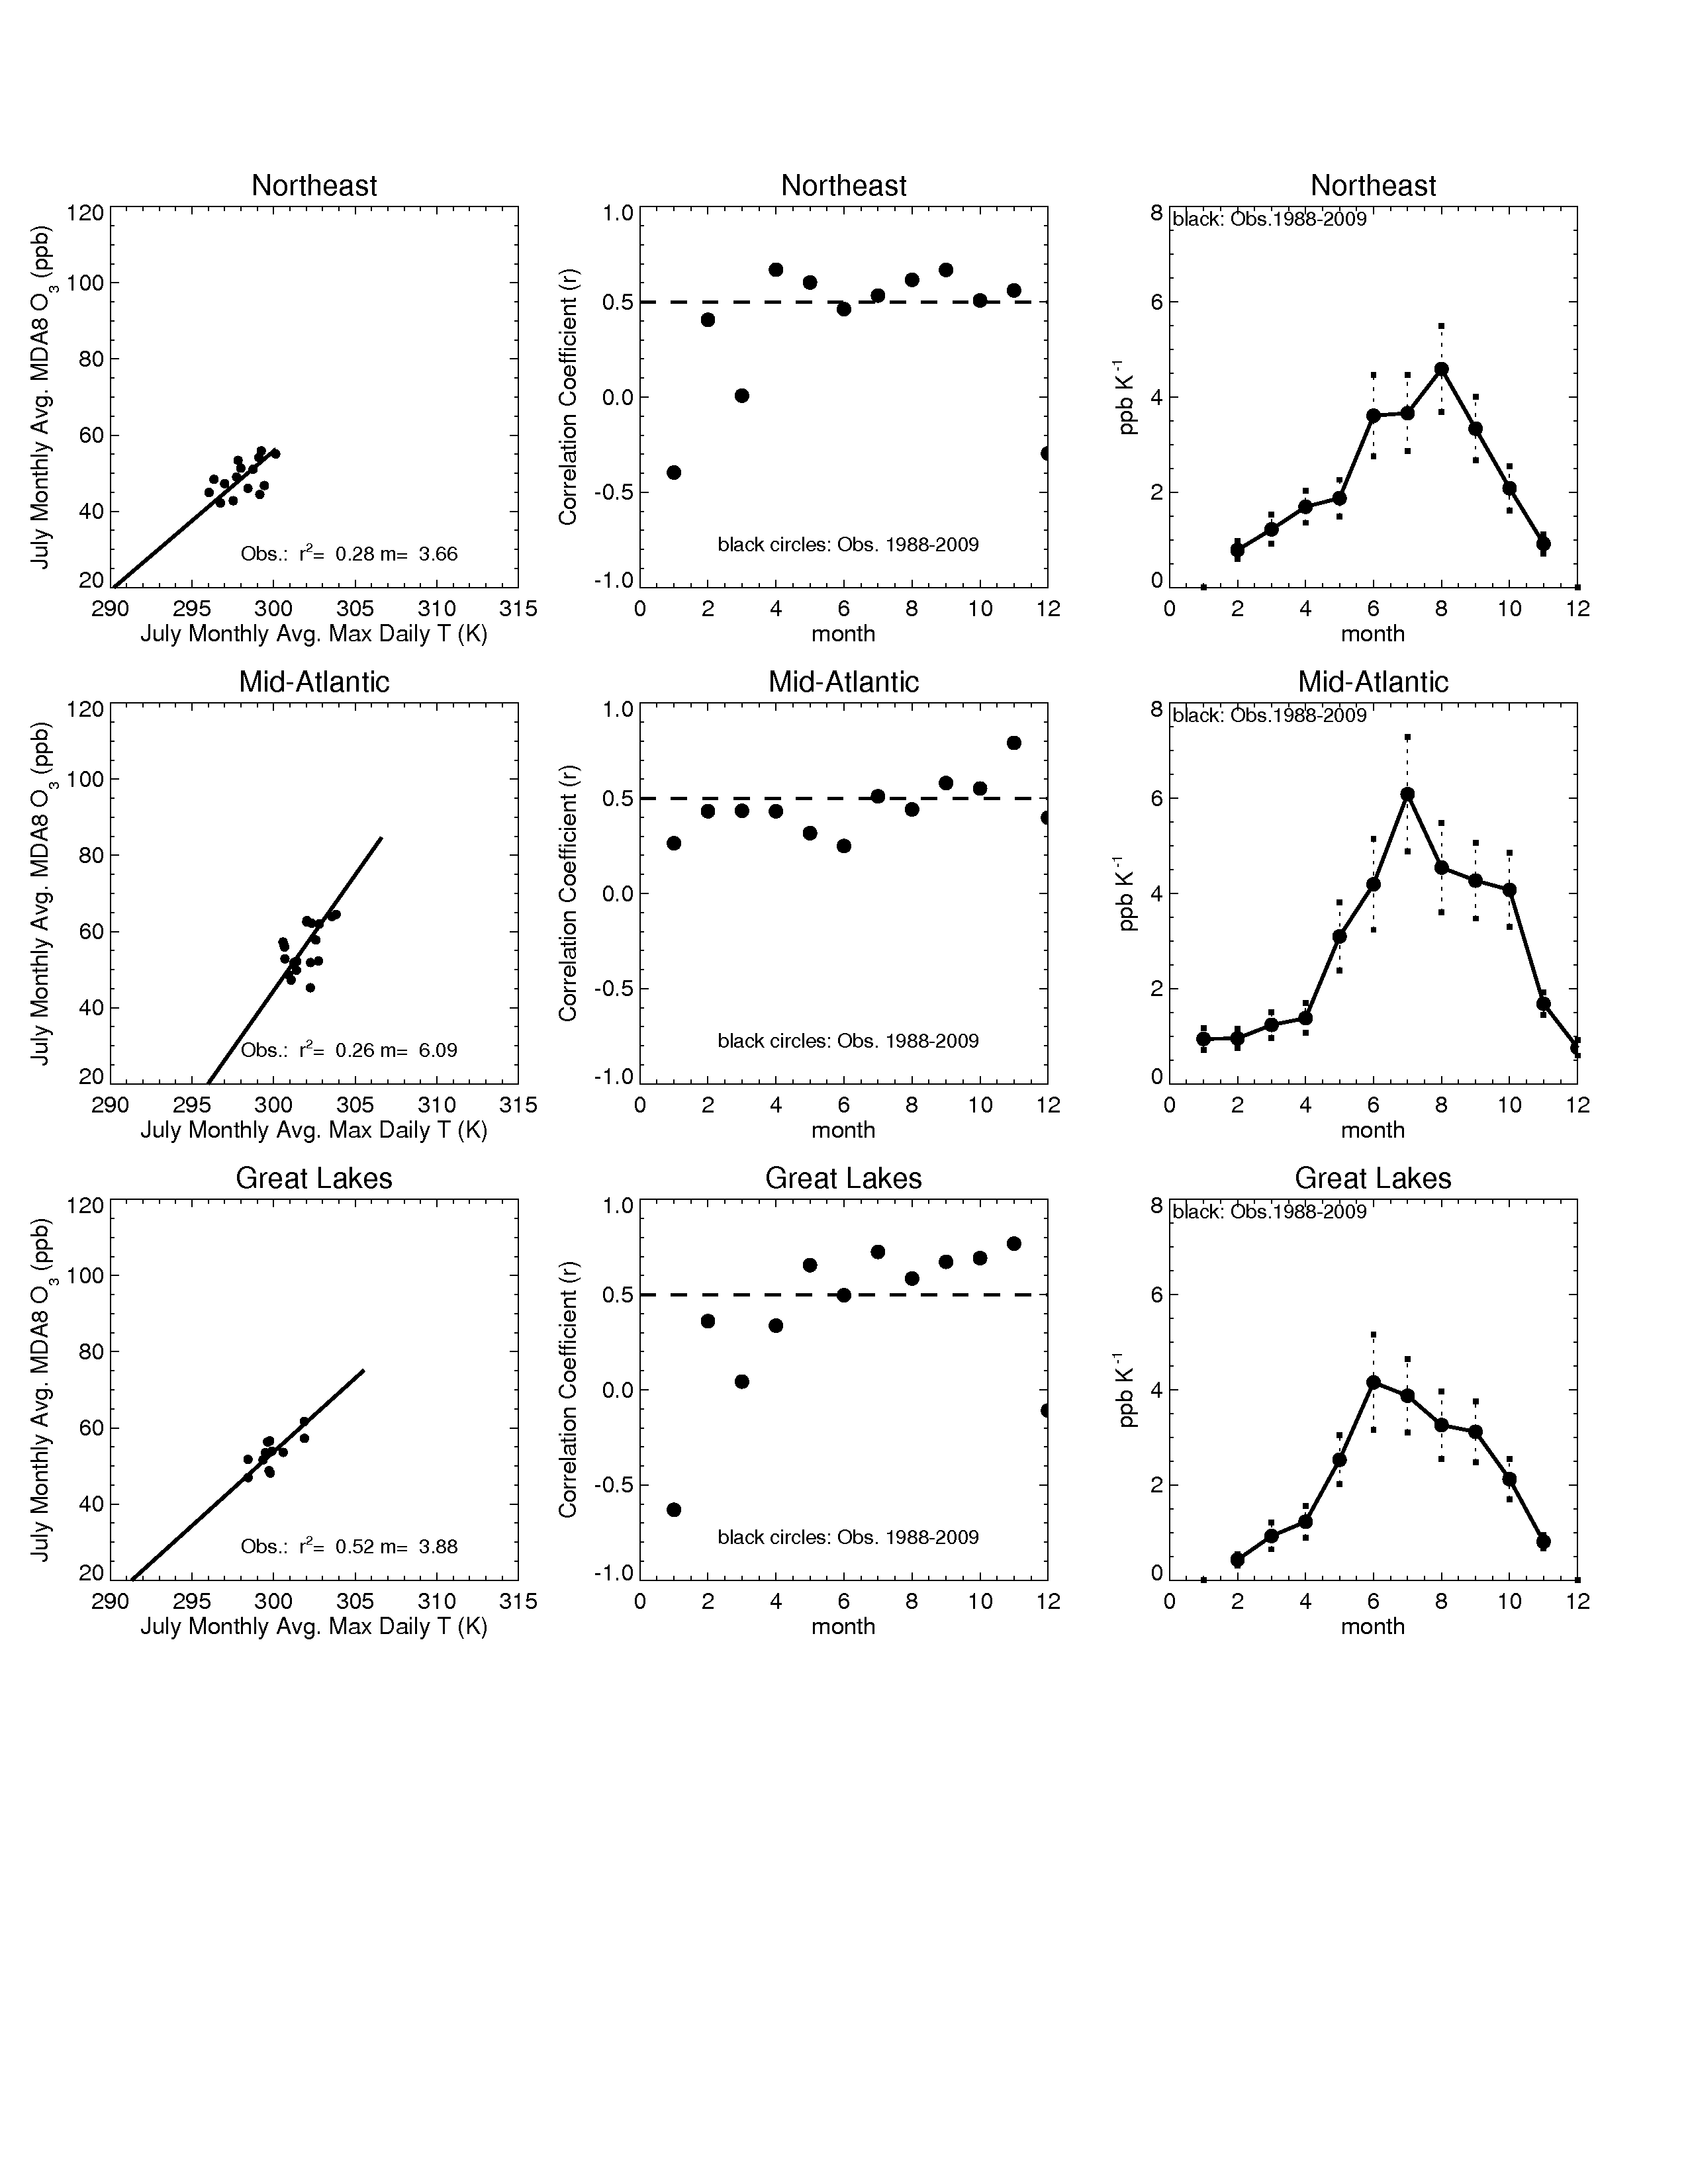 Northeast
120
100
80
60
40
20
July Monthly Avg. MDA8 O3 (ppb)
Obs.: r2= 0.28 m= 3.66
290 295 300 305 310 315
July Monthly Avg. Max Daily T (K)
Northeast
1.0
0.5
0.0
-0.5
-1.0
Correlation Coefficient (r)
black circles: Obs. 1988-2009
0 2 4 6 8 10 12
month
Northeast
8
6
4
2
0
ppb K-1
black: Obs.1988-2009
0 2 4 6 8 10 12
month
Mid-Atlantic
120
100
80
60
40
20
July Monthly Avg. MDA8 O3 (ppb)
Obs.: r2= 0.26 m= 6.09
290 295 300 305 310 315
July Monthly Avg. Max Daily T (K)
Mid-Atlantic
1.0
0.5
0.0
-0.5
-1.0
Correlation Coefficient (r)
black circles: Obs. 1988-2009
0 2 4 6 8 10 12
month
Mid-Atlantic
8
6
4
2
0
ppb K-1
black: Obs.1988-2009
0 2 4 6 8 10 12
month
Great Lakes
120
100
80
60
40
20
July Monthly Avg. MDA8 O3 (ppb)
Obs.: r2= 0.52 m= 3.88
290 295 300 305 310 315
July Monthly Avg. Max Daily T (K)
Great Lakes
1.0
0.5
0.0
-0.5
-1.0
Correlation Coefficient (r)
black circles: Obs. 1988-2009
0 2 4 6 8 10 12
month
Great Lakes
8
6
4
2
0
ppb K-1
black: Obs.1988-2009
0 2 4 6 8 10 12
month